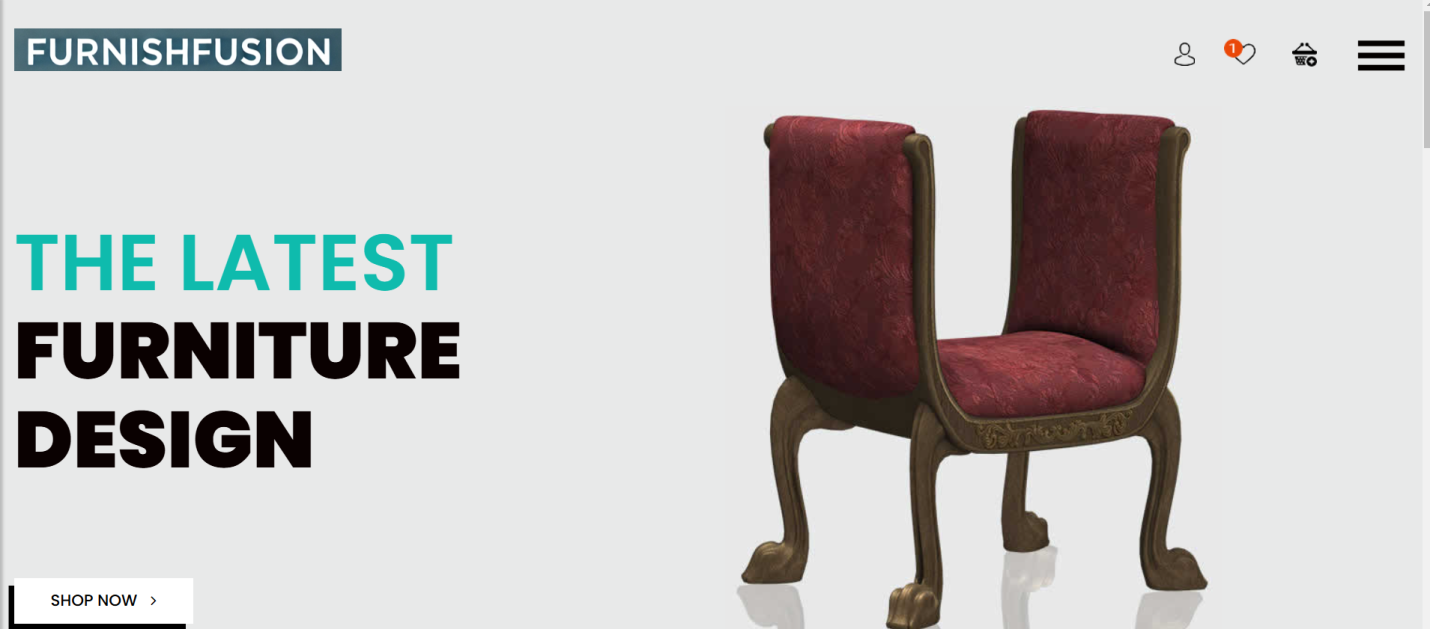 FURNISHFUSION
1
THE LATEST
FURNITURE
DESIGN
SHOP NOW